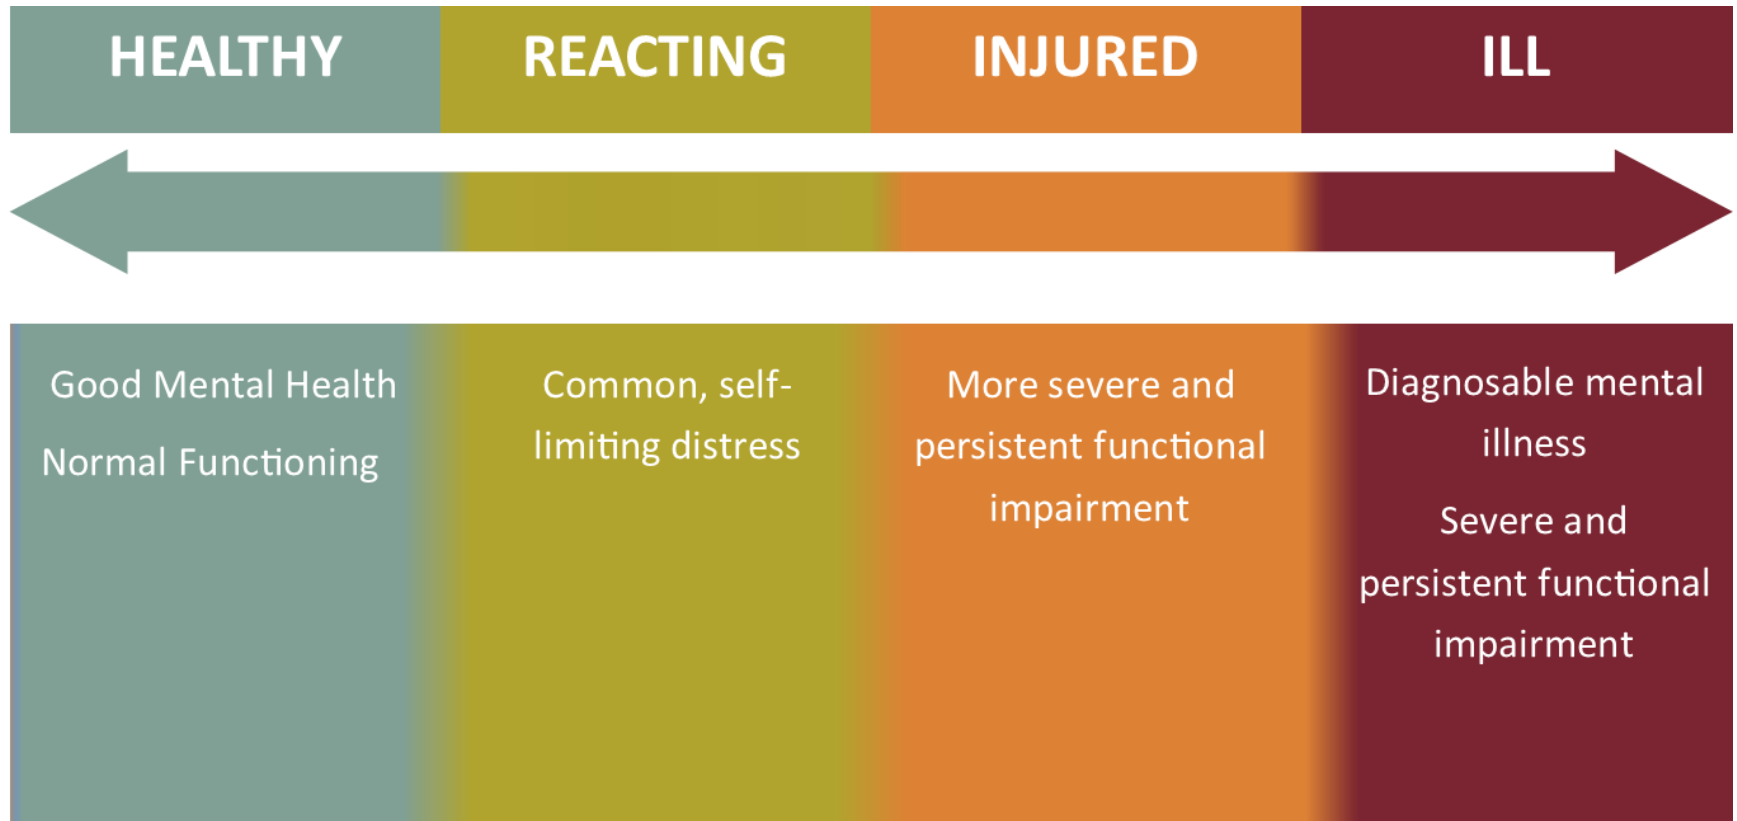 HEALTHY
REACTING
INJURED
ILL
Good Mental Health
Normal Functioning
Common, self-
limiting distress
More severe and
persistent functional
impairment
Diagnosable mental
illness
Severe and
persistent functional
impairment